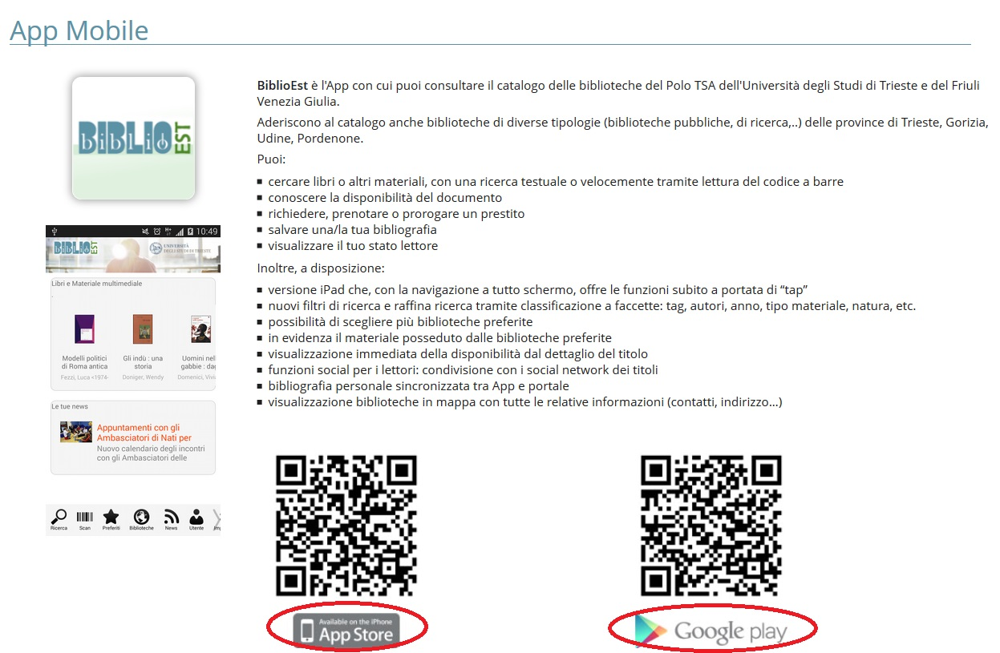 App Mobile
BIBLIO EST
BiblioEst è l'App con cui puoi consultare il catalogo delle biblioteche del Polo TSA dell'Università degli Studi di Trieste e del Friuli
Venezia Giulia.
Aderiscono al catalogo anche biblioteche di diverse tipologie (biblioteche pubbliche, di ricerca,..) delle province di Trieste, Gorizia,
Udine, Pordenone.
Puoi:
cercare libri o altri materiali, con una ricerca testuale o velocemente tramite lettura del codice a barre
conoscere la disponibilità del documento
richiedere, prenotare o prorogare un prestito
salvare una/la tua bibliografia
visualizzare il tuo stato lettore
Inoltre, a disposizione:
versione iPad che, con la navigazione a tutto schermo, offre le funzioni subito a portata di “tap”
nuovi filtri di ricerca e raffina ricerca tramite classificazione a faccette: tag, autori, anno, tipo materiale, natura, etc.
possibilità di scegliere più biblioteche preferite
in evidenza il materiale posseduto dalle biblioteche preferite
visualizzazione immediata della disponibilità dal dettaglio del titolo
funzioni social per i lettori: condivisione con i social network dei titoli
bibliografia personale sincronizzata tra App e portale
visualizzazione biblioteche in mappa con tutte le relative informazioni (contatti, indirizzo...)
10:49
BIBLIO EST
UNIVERSITÀ
DEGLI STUDI DI TRIESTE
Libri e Materiale multimediale
Modelli politici
di Roma antica
Fezzi, Luca <1974-
Gli indù : una
storia
Doniger, Wendy
Uomini nell
gabbie : da
Domenici, Vivi
Le tue news
Appuntamenti con gli
Ambasciatori di Nati per
Nuovo calendario degli incontri
con gli Ambasciatori delle
Ricerca Scan Preferiti Biblioteche News Utente
Available on the iPhone
App Store
Google play